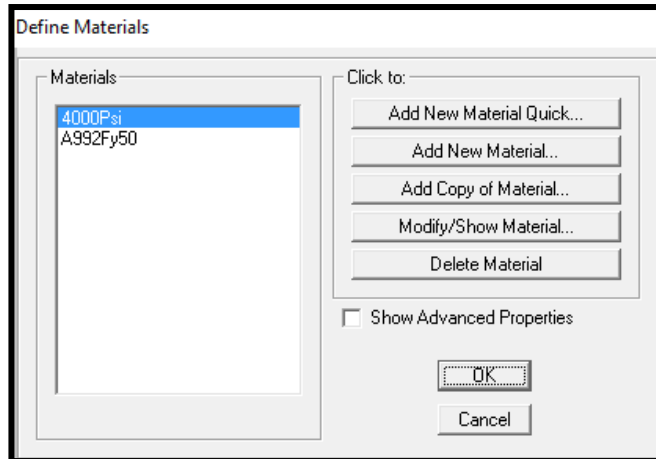 Define Materials
Materials
4000Psi
A992Fy50
Click to:
Add New Material Quick...
Add New Material...
Add Copy of Material...
Modify/Show Material...
Delete Material
Show Advanced Properties
OK
Cancel